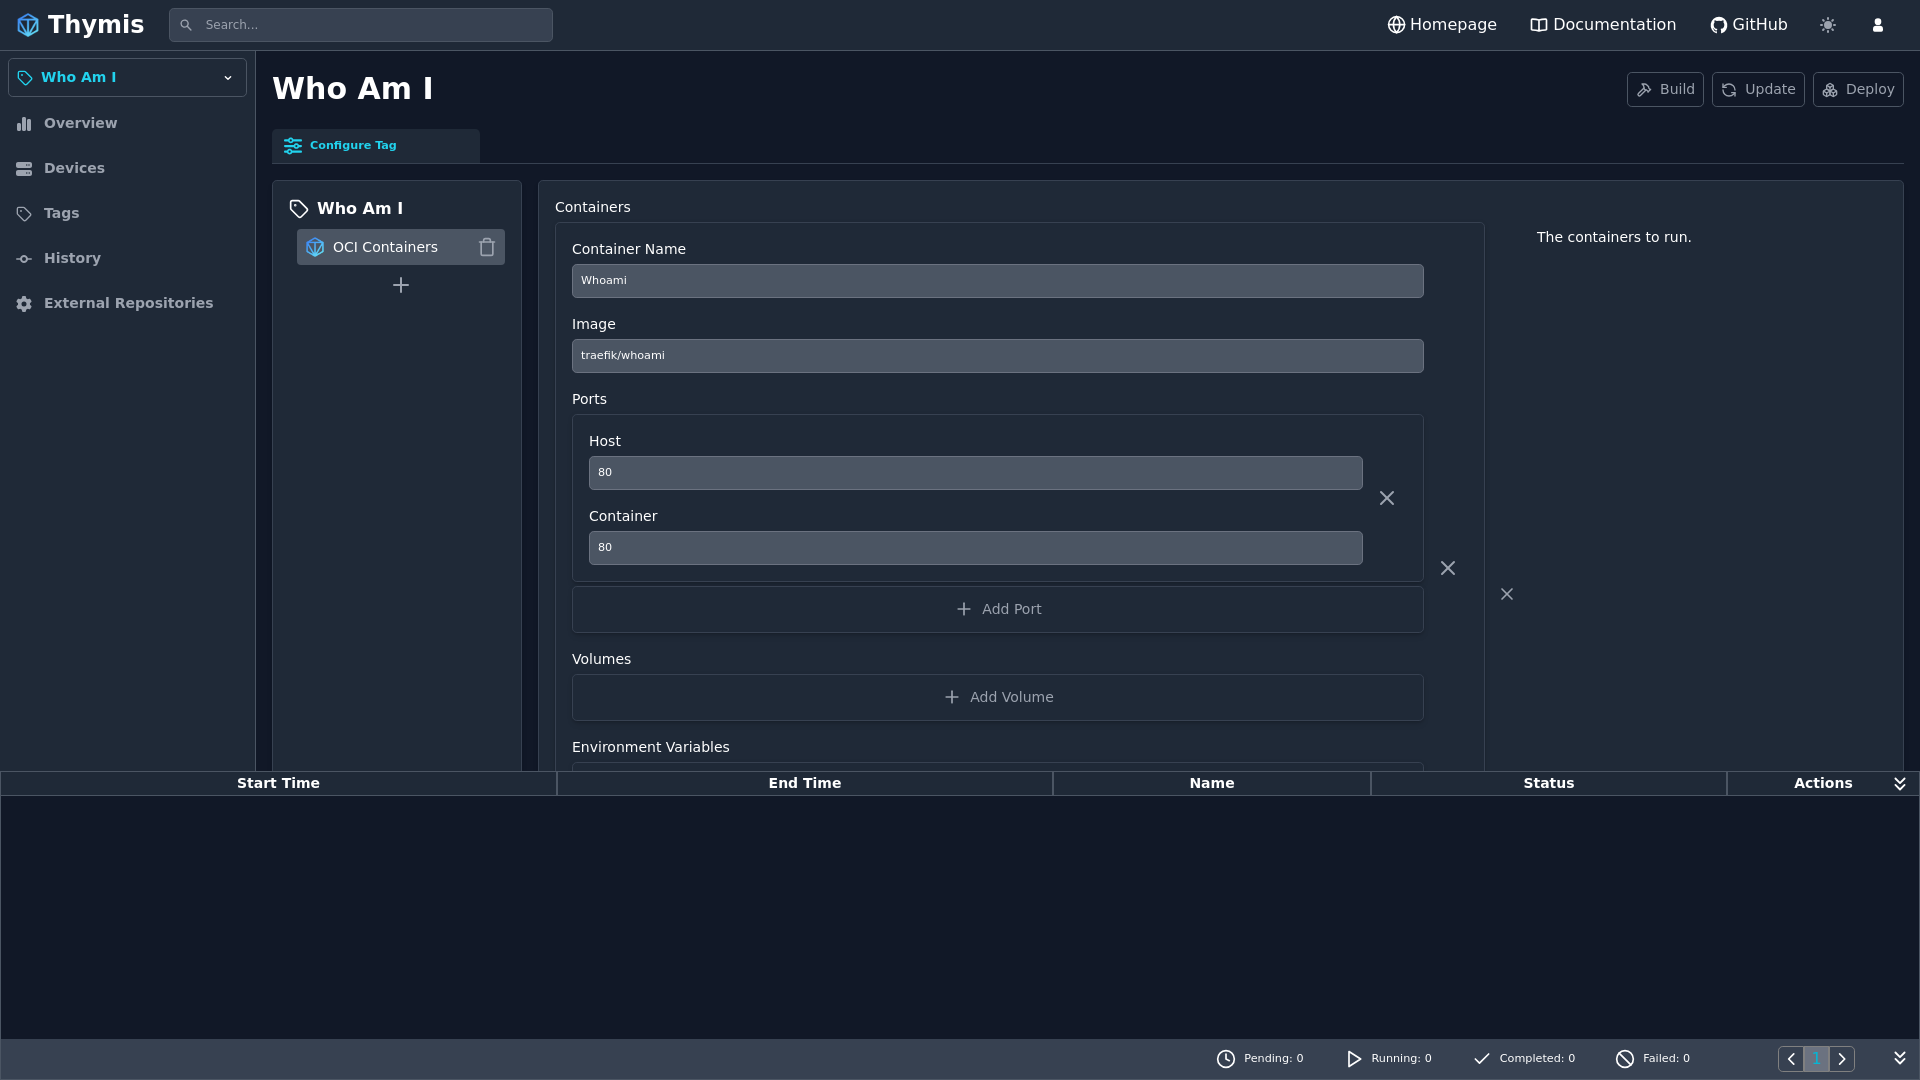 Thymis
Search...
Homepage
Documentation
GitHub
Who Am I
Overview
Devices
Tags
History
External Repositories
Who Am I
Build
Update
Deploy
Configure Tag
Who Am I
OCI Containers
Containers
Container Name
Whoami
Image
traefik/whoami
Ports
Host
80
Container
80
Add Port
Volumes
Add Volume
Environment Variables
The containers to run.
Start Time
End Time
Name
Status
Actions
Pending: 0
Running: 0
Completed: 0
Failed: 0
1